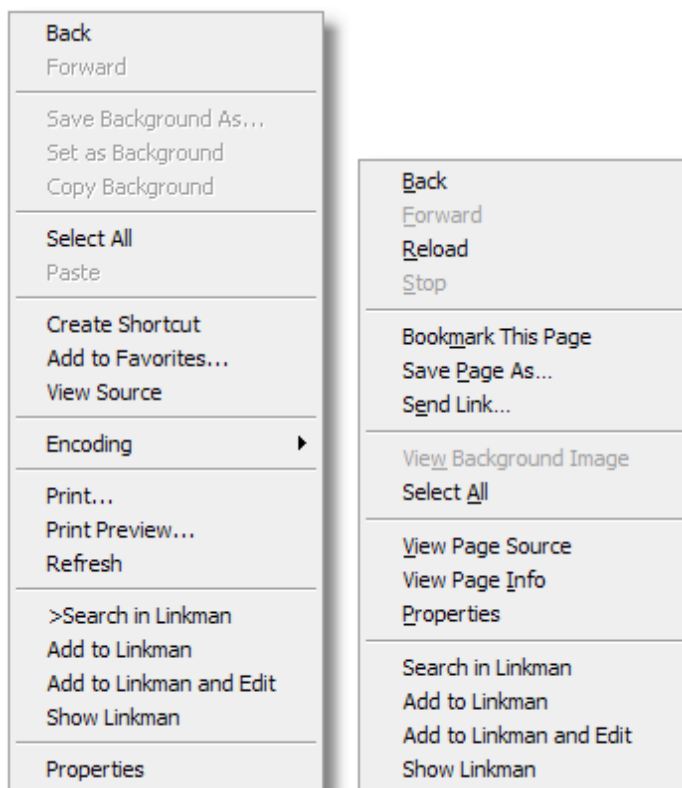 Back
Forward
Save Background As...
Set as Background
Copy Background
Select All
Paste
Create Shortcut
Add to Favorites...
View Source
Encoding
Print...
Print Preview...
Refresh
>Search in Linkman
Add to Linkman
Add to Linkman and Edit
Show Linkman
Properties
Back
Forward
Reload
Stop
Bookmark This Page
Save Page As...
Send Link...
View Background Image
Select All
View Page Source
View Page Info
Properties
Search in Linkman
Add to Linkman
Add to Linkman and Edit
Show Linkman